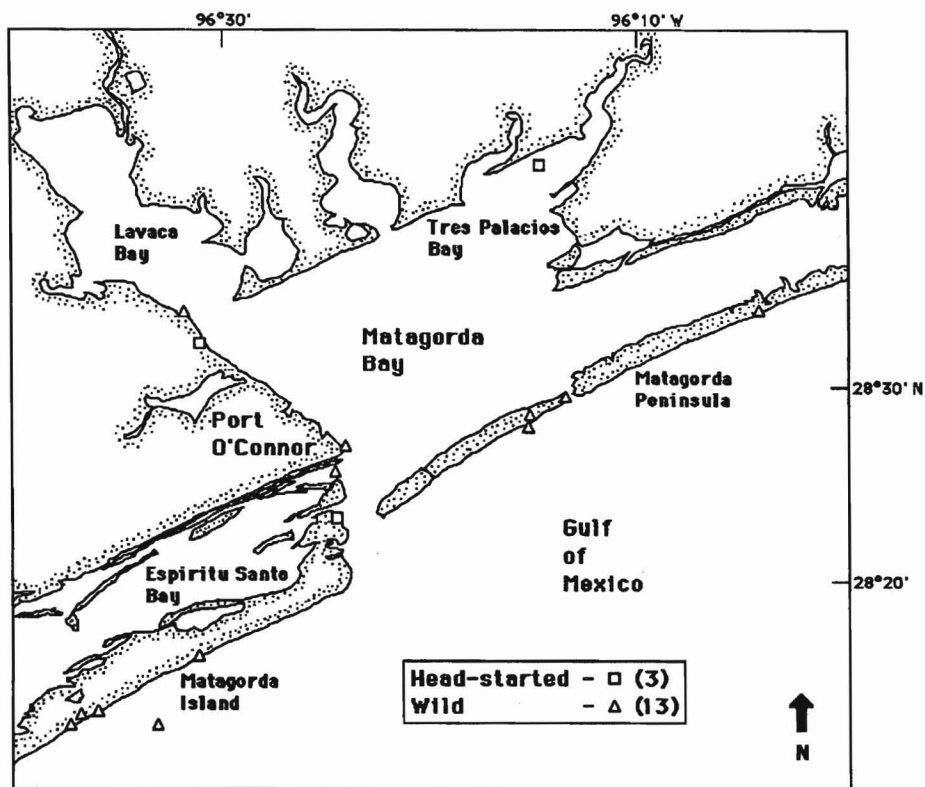 96°30'
96°10' W
Lavaca
Bay
Tres Palacios
Bay
Matagorda
Bay
Matagorda
Peninsula
28°30' N
Port
O'Connor
Gulf
of
Mexico
Espiritu Santo
Bay
28°20'
Matagorda
Island
Head-started - □ (3)
Wild - △ (13)
N